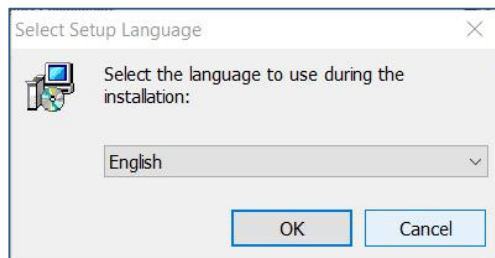 Select Setup Language
Select the language to use during the
installation:
English
OK
Cancel